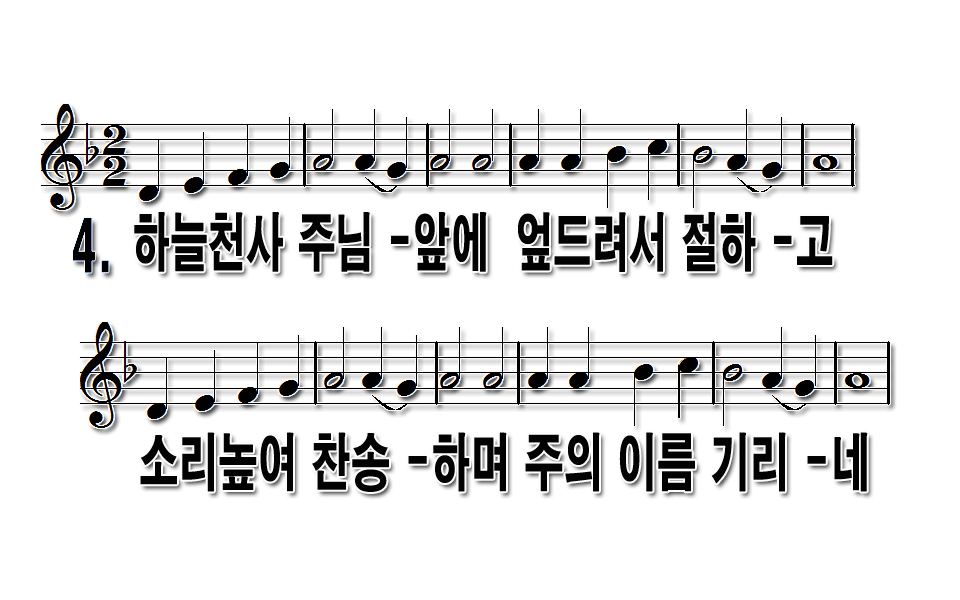 4. 하늘천사 주님 -앞에 엎드려서 절하 -고
소리높여 찬송 -하며 주의 이름 기리 -네